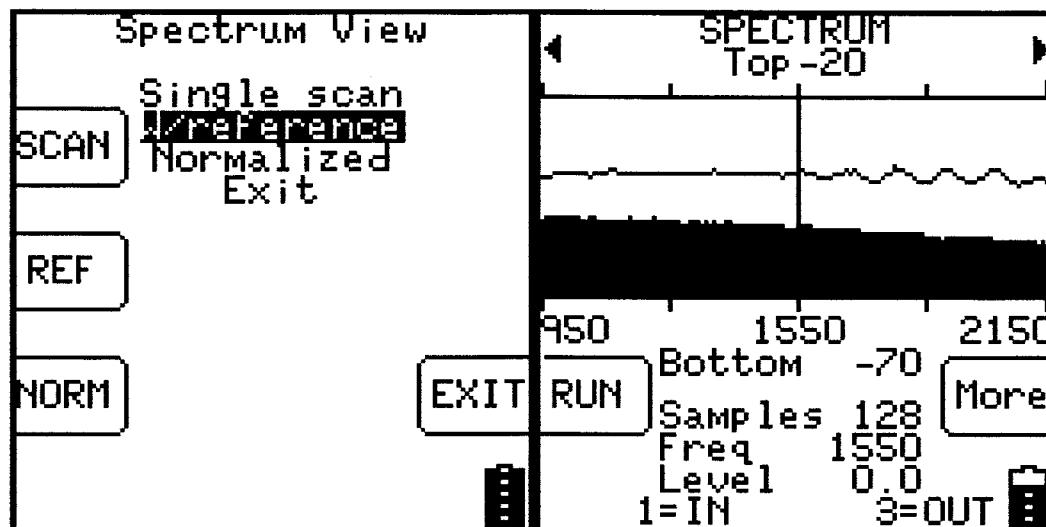 Spectrum View
Single scan
w/reference
Normalized
Exit
SCAN
REF
NORM
EXIT
SPECTRUM
Top -20
950 1550 2150
Bottom -70
RUN
More
Samples 128
Freq 1550
Level 0.0
1=IN 3=OUT